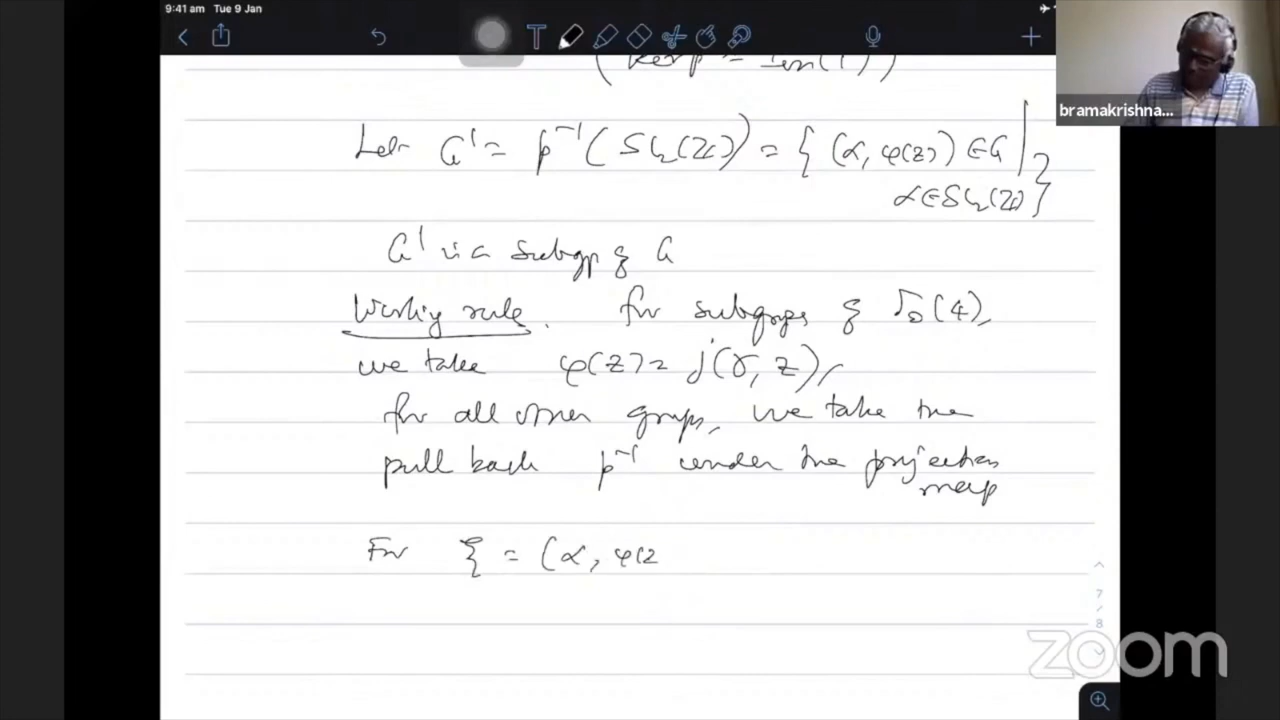 9:41 am Tue 9 Jan
bramakrishna...
Let G' = p⁻¹(SL₂(ℤ)) = { (α, φ(z)) ∈ G |
α ∈ SL₂(ℤ) }
G' is a subgp of G
Working rule. for subgroups of Γ₀(4),
we take φ(z) = j(γ, z),
for all other groups, we take the
pull back p⁻¹ under the projection
map
For ξ = (α, φ(z
7
/
8
zoom